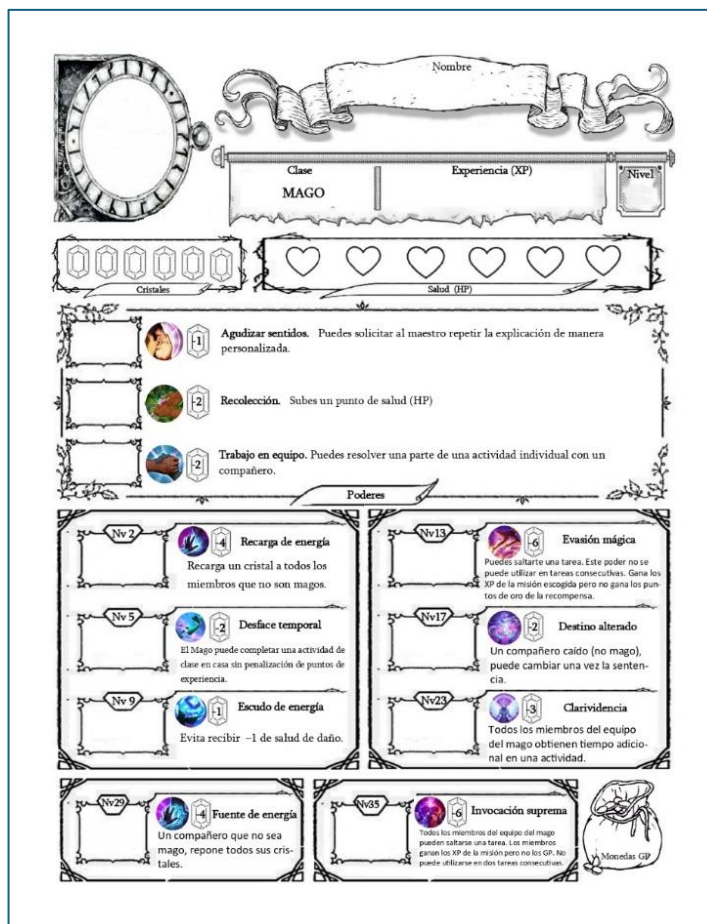 Nombre
Clase
Experiencia (XP)
Nivel
MAGO
Cristales
Salud (HP)
-1
Agudizar sentidos. Puedes solicitar al maestro repetir la explicación de manera
personalizada.
-2
Recolección. Subes un punto de salud (HP)
-2
Trabajo en equipo. Puedes resolver una parte de una actividad individual con un
compañero.
Poderes
Nv 2
-4
Recarga de energía
Recarga un cristal a todos los
miembros que no son magos.
Nv 5
-2
Desface temporal
El Mago puede completar una actividad de
clase en casa sin penalización de puntos de
experiencia.
Nv 9
-1
Escudo de energía
Evita recibir –1 de salud de daño.
Nv13
-6
Evasión mágica
Puedes saltarte una tarea. Este poder no se
puede utilizar en tareas consecutivas. Gana los
XP de la misión escogida pero no gana los pun-
tos de oro de la recompensa.
Nv17
-2
Destino alterado
Un compañero caído (no mago),
puede cambiar una vez la senten-
cia.
Nv23
-3
Clarividencia
Todos los miembros del equipo
del mago obtienen tiempo adicio-
nal en una actividad.
Nv29
-4
Fuente de energía
Un compañero que no sea
mago, repone todos sus cris-
tales.
Nv35
-6
Invocación suprema
Todos los miembros del equipo del mago
pueden saltarse una tarea. Los miembros
ganan los XP de la misión pero no los GP. No
puede utilizarse en dos tareas consecutivas.
Monedas GP